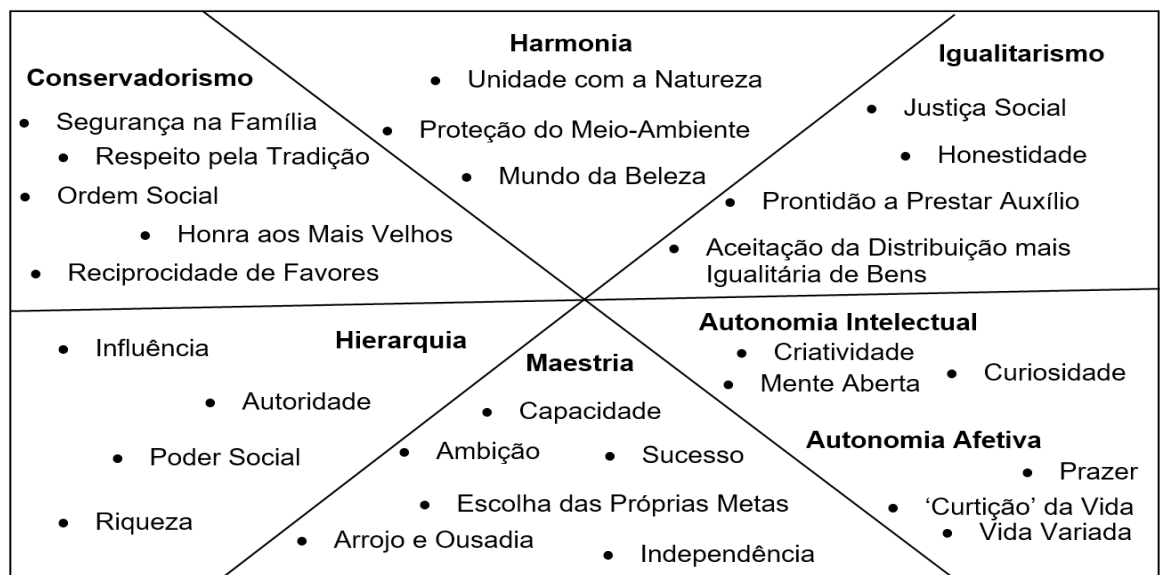 Conservadorismo
Segurança na Família
Respeito pela Tradição
Ordem Social
Honra aos Mais Velhos
Reciprocidade de Favores
Harmonia
Unidade com a Natureza
Proteção do Meio-Ambiente
Mundo da Beleza
Igualitarismo
Justiça Social
Honestidade
Prontidão a Prestar Auxílio
Aceitação da Distribuição mais
Igualitária de Bens
Hierarquia
Influência
Autoridade
Poder Social
Riqueza
Maestria
Capacidade
Ambição
Sucesso
Escolha das Próprias Metas
Arrojo e Ousadia
Independência
Autonomia Intelectual
Criatividade
Mente Aberta
Curiosidade
Autonomia Afetiva
Prazer
‘Curtição’ da Vida
Vida Variada